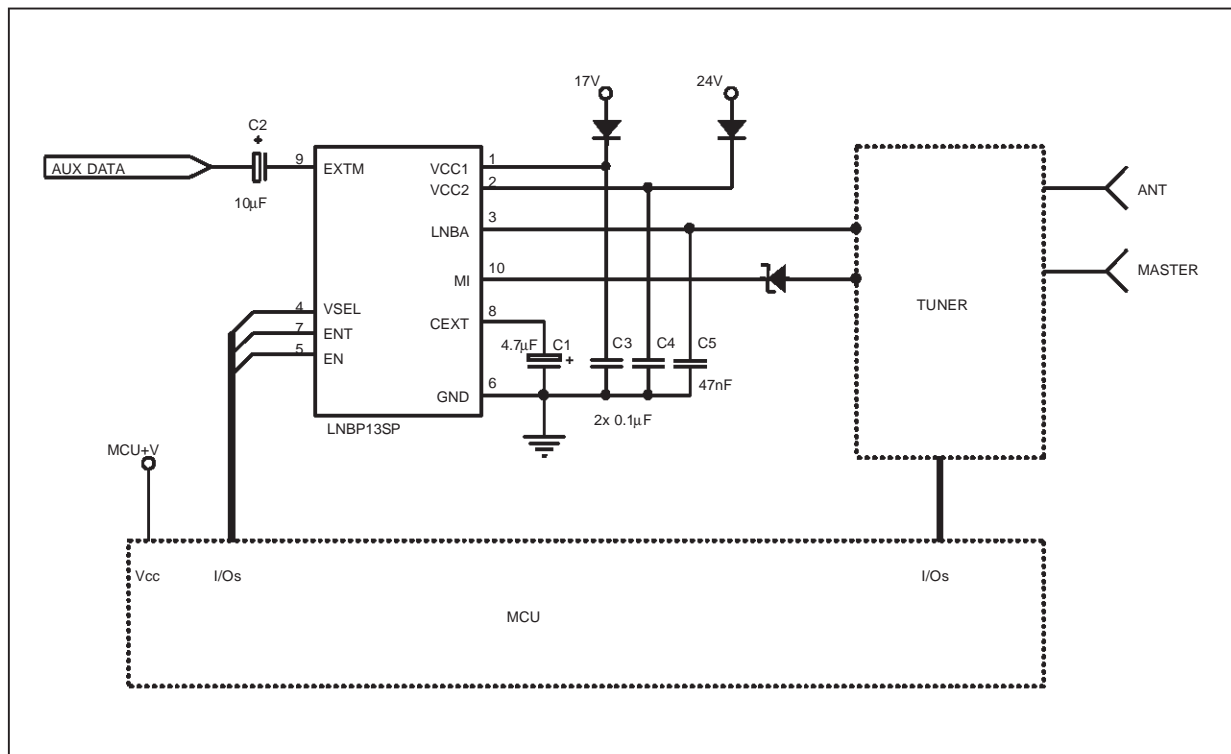 17V
24V
C2
+
AUX DATA
9
EXTM
10μF
VCC1
1
VCC2
2
LNBA
3
MI
10
ANT
MASTER
TUNER
4
VSEL
7
ENT
5
EN
CEXT
8
4.7μF
C1
+
C3
C4
C5
47nF
GND
6
2x 0.1μF
LNBP13SP
MCU+V
Vcc
I/Os
I/Os
MCU